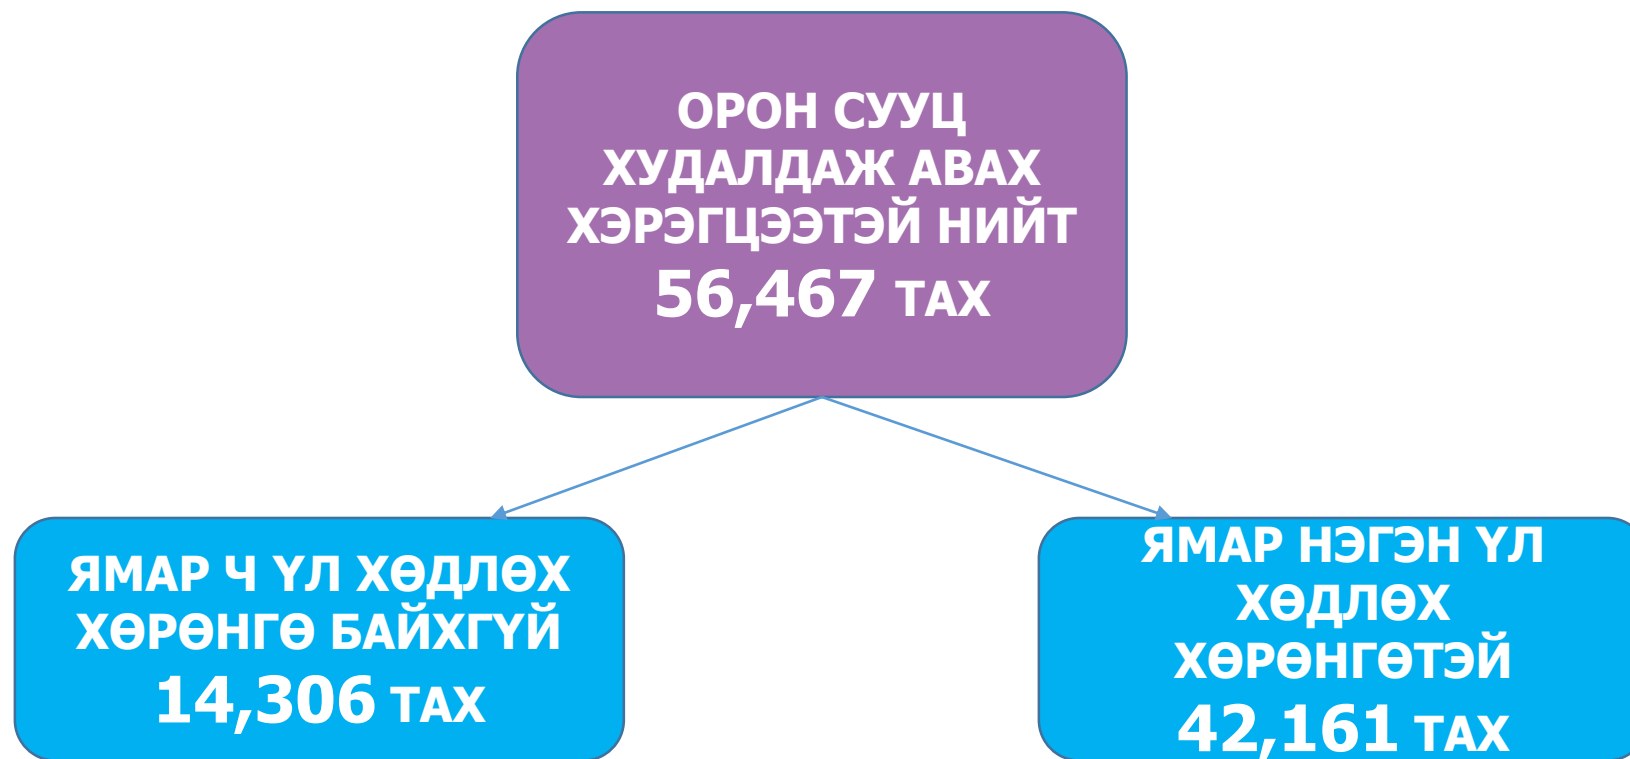 ОРОН СУУЦ
ХУДАЛДАЖ АВАХ
ХЭРЭГЦЭЭТЭЙ НИЙТ
56,467 ТАХ
ЯМАР Ч ҮЛ ХӨДЛӨХ
ХӨРӨНГӨ БАЙХГҮЙ
14,306 ТАХ
ЯМАР НЭГЭН ҮЛ
ХӨДЛӨХ
ХӨРӨНГӨТЭЙ
42,161 ТАХ